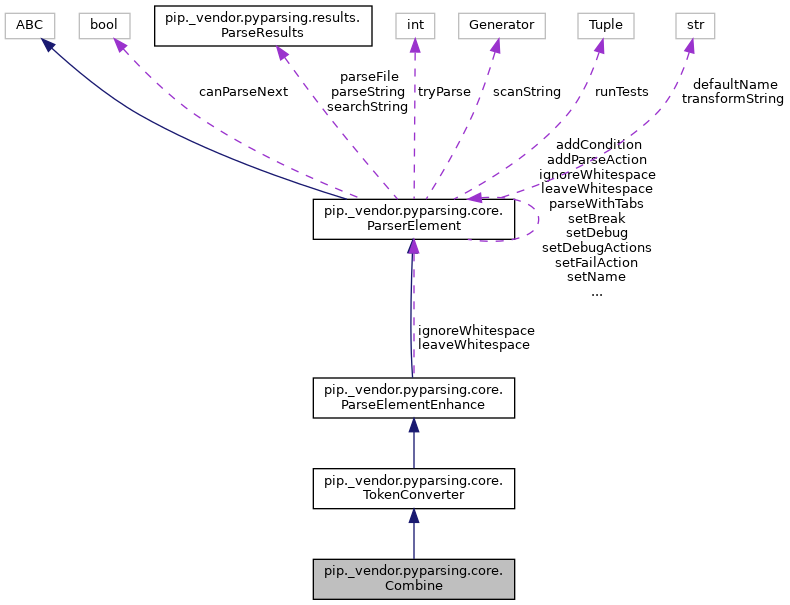 ABC
bool
pip._vendor.pyparsing.results.
ParseResults
int
Generator
Tuple
str
canParseNext
parseFile
parseString
searchString
tryParse
scanString
runTests
defaultName
transformString
addCondition
addParseAction
ignoreWhitespace
leaveWhitespace
parseWithTabs
setBreak
setDebug
setDebugActions
setFailAction
setName
...
pip._vendor.pyparsing.core.
ParserElement
ignoreWhitespace
leaveWhitespace
pip._vendor.pyparsing.core.
ParseElementEnhance
pip._vendor.pyparsing.core.
TokenConverter
pip._vendor.pyparsing.core.
Combine